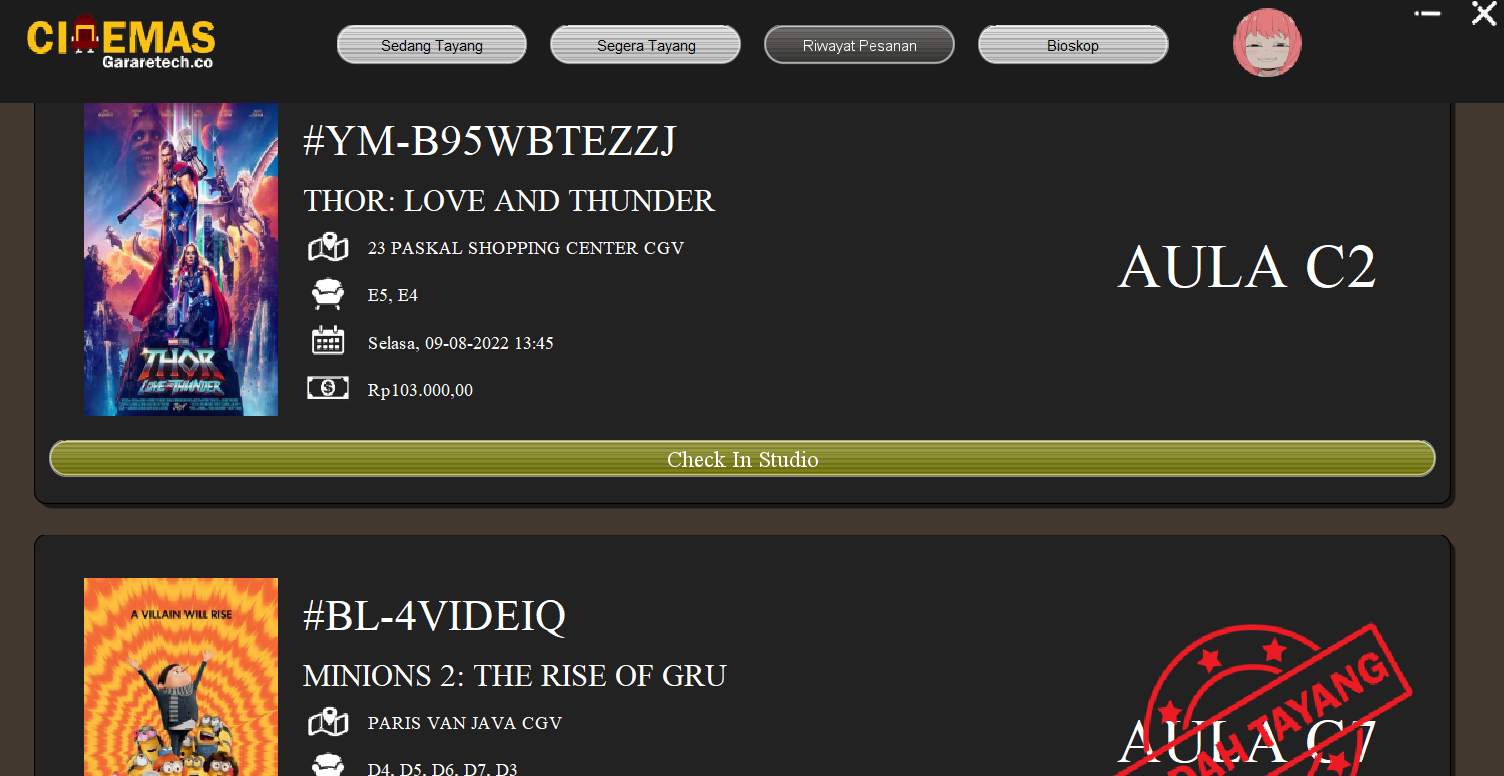 CINEMAS
Gararetech.co
Sedang Tayang
Segera Tayang
Riwayat Pesanan
Bioskop
#YM-B95WBTEZZJ
THOR: LOVE AND THUNDER
23 PASKAL SHOPPING CENTER CGV
E5, E4
Selasa, 09-08-2022 13:45
Rp103.000,00
AULA C2
MARVEL STUDIOS
THOR
LOVE AND THUNDER
Check In Studio
A VILLAIN WILL RISE
#BL-4VIDEIQ
MINIONS 2: THE RISE OF GRU
PARIS VAN JAVA CGV
D4, D5, D6, D7, D3
AULA C7
DAH TAYANG